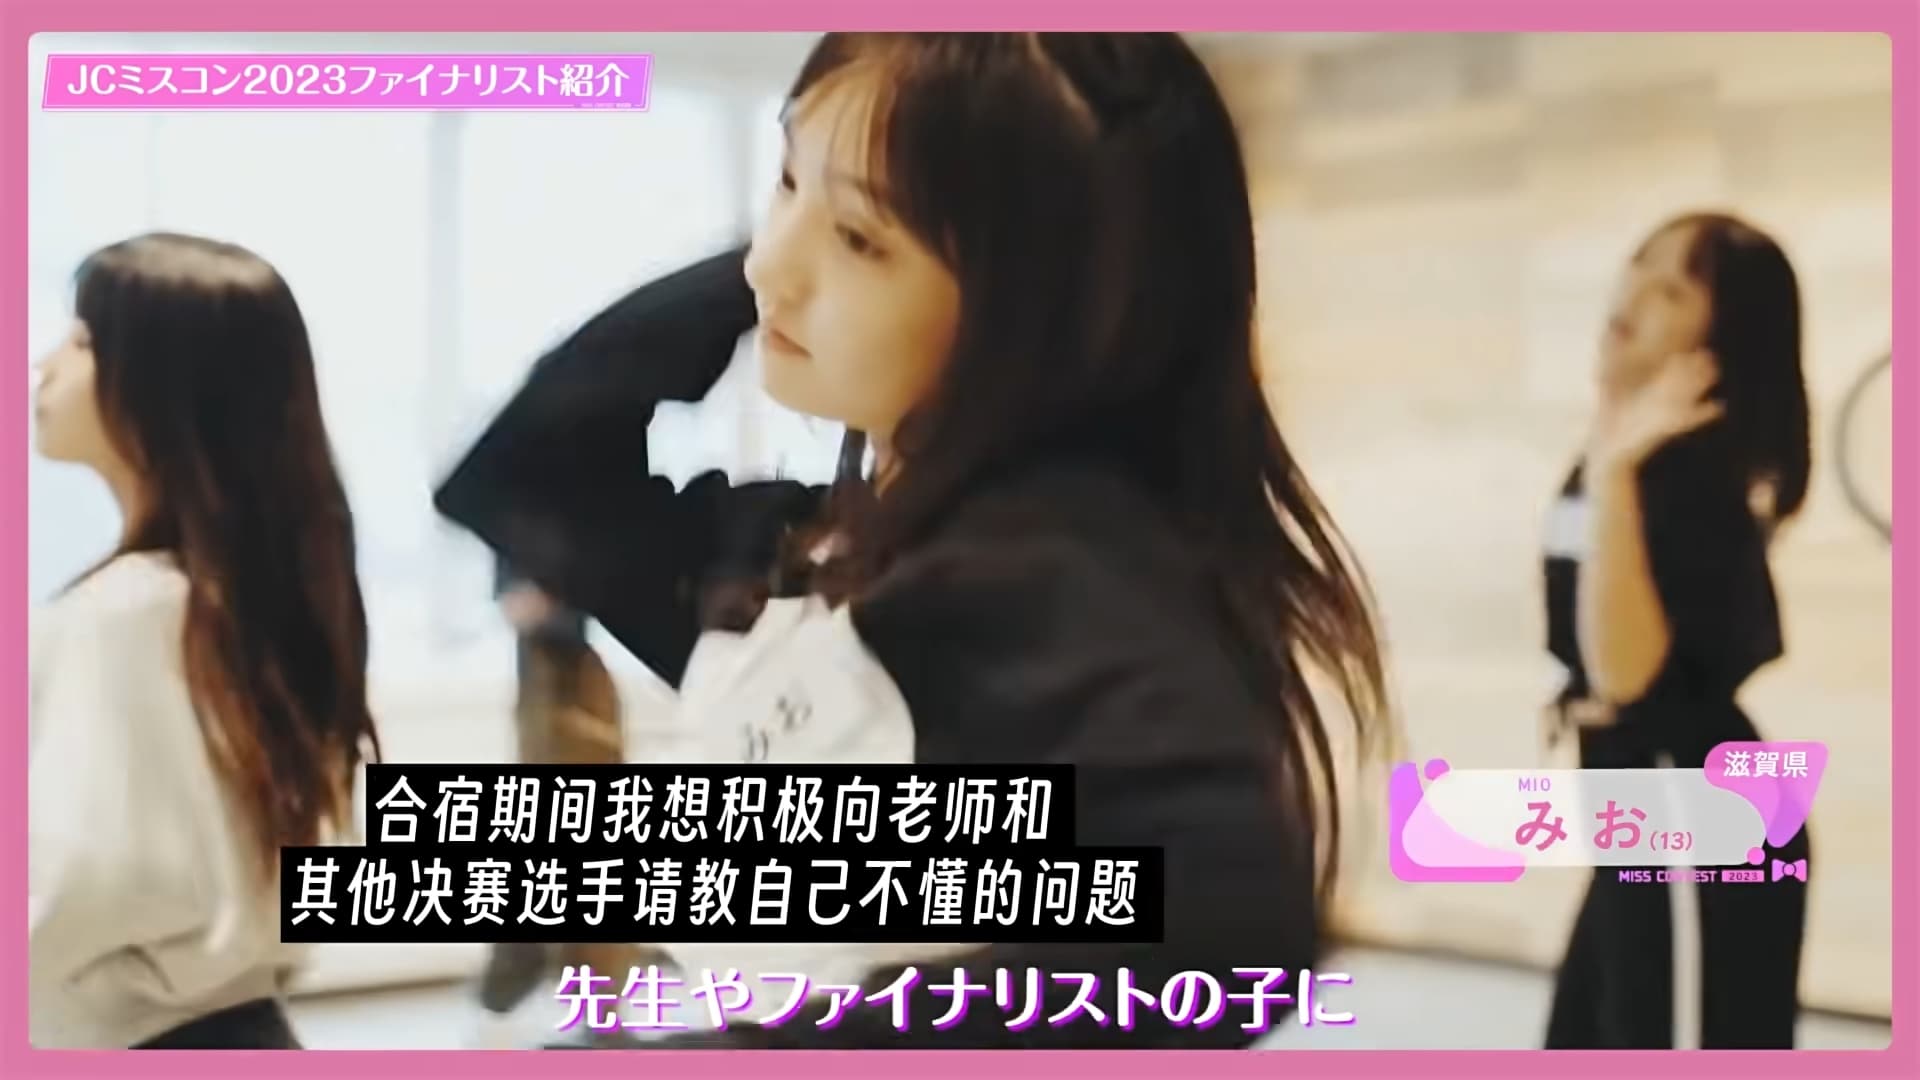 JCミスコン2023ファイナリスト紹介
みお
滋賀県
MIO
みお(13)
MISS CONTEST 2023
合宿期间我想积极向老师和
其他决赛选手请教自己不懂的问题
先生やファイナリストの子に